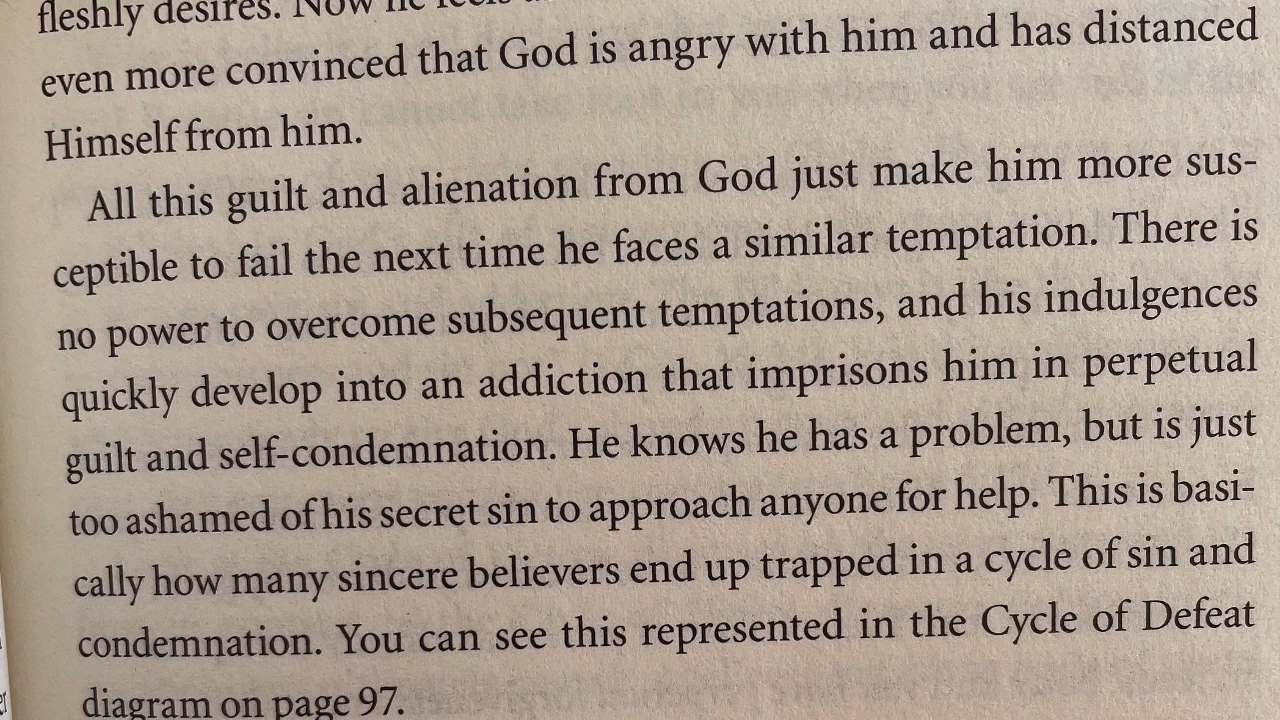 fleshly desires. Now he feels
even more convinced that God is angry with him and has distanced
Himself from him.
All this guilt and alienation from God just make him more sus-
ceptible to fail the next time he faces a similar temptation. There is
no power to overcome subsequent temptations, and his indulgences
quickly develop into an addiction that imprisons him in perpetual
guilt and self-condemnation. He knows he has a problem, but is just
too ashamed of his secret sin to approach anyone for help. This is basi-
cally how many sincere believers end up trapped in a cycle of sin and
condemnation. You can see this represented in the Cycle of Defeat
diagram on page 97.